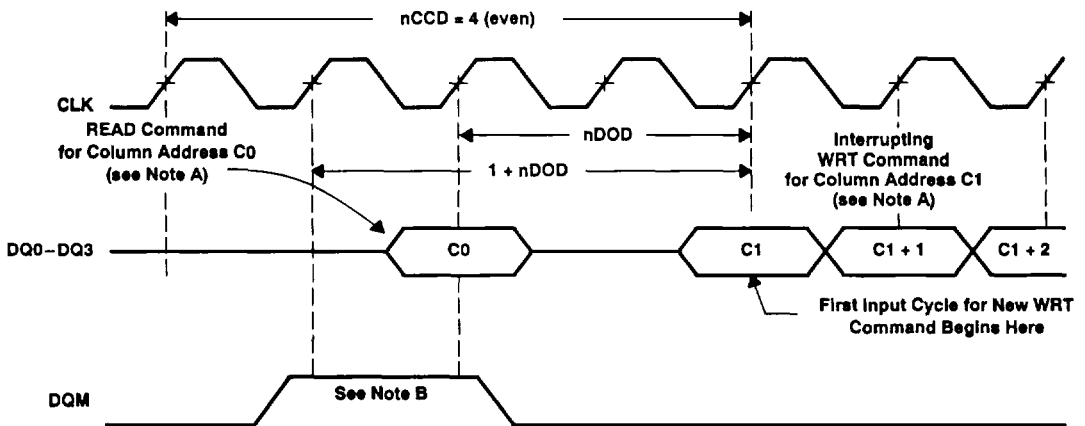 nCCD = 4 (even)
CLK
READ Command
for Column Address C0
(see Note A)
nDOD
1 + nDOD
Interrupting
WRT Command
for Column Address C1
(see Note A)
DQ0–DQ3
C0
C1
C1 + 1
C1 + 2
First Input Cycle for New WRT
Command Begins Here
DQM
See Note B